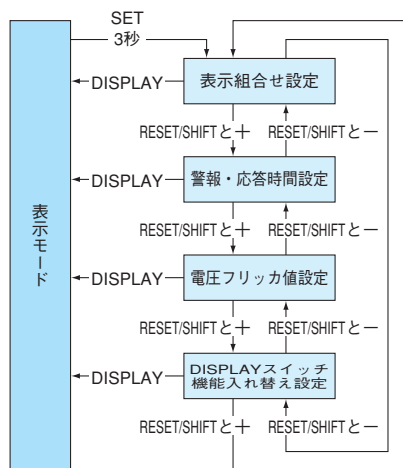 SET
3秒
表示モード
DISPLAY
表示組合せ設定
RESET/SHIFTと＋ RESET/SHIFTとー
DISPLAY
警報・応答時間設定
RESET/SHIFTと＋ RESET/SHIFTとー
DISPLAY
電圧フリッカ値設定
RESET/SHIFTと＋ RESET/SHIFTとー
DISPLAY
DISPLAYスイッチ
機能入れ替え設定
RESET/SHIFTと＋ RESET/SHIFTとー